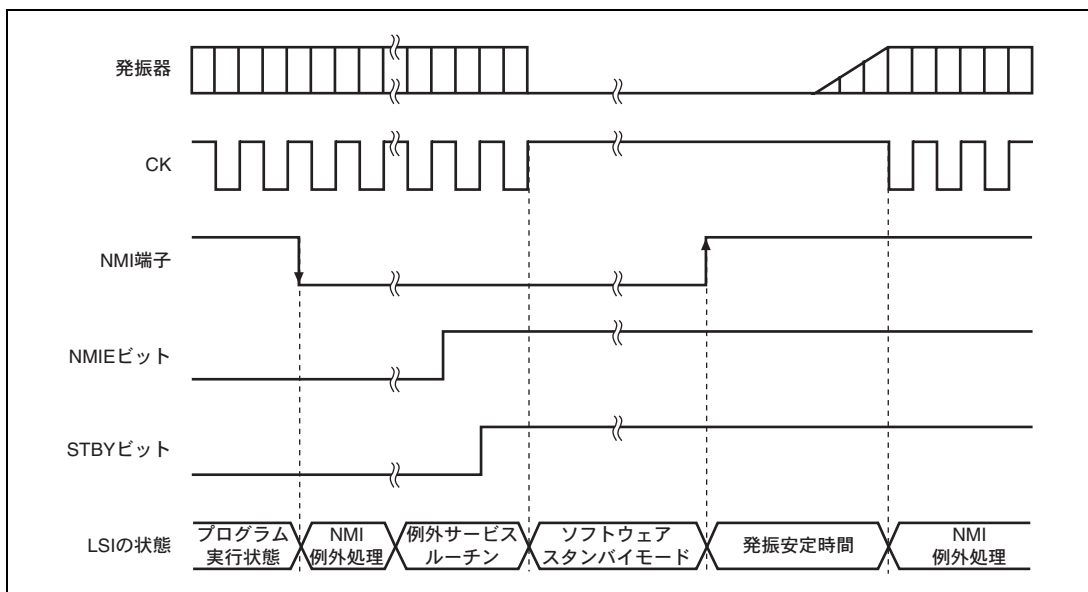 発振器
CK
NMI端子
NMIEビット
STBYビット
LSIの状態
プログラム
実行状態
NMI
例外処理
例外サービス
ルーチン
ソフトウェア
スタンバイモード
発振安定時間
NMI
例外処理